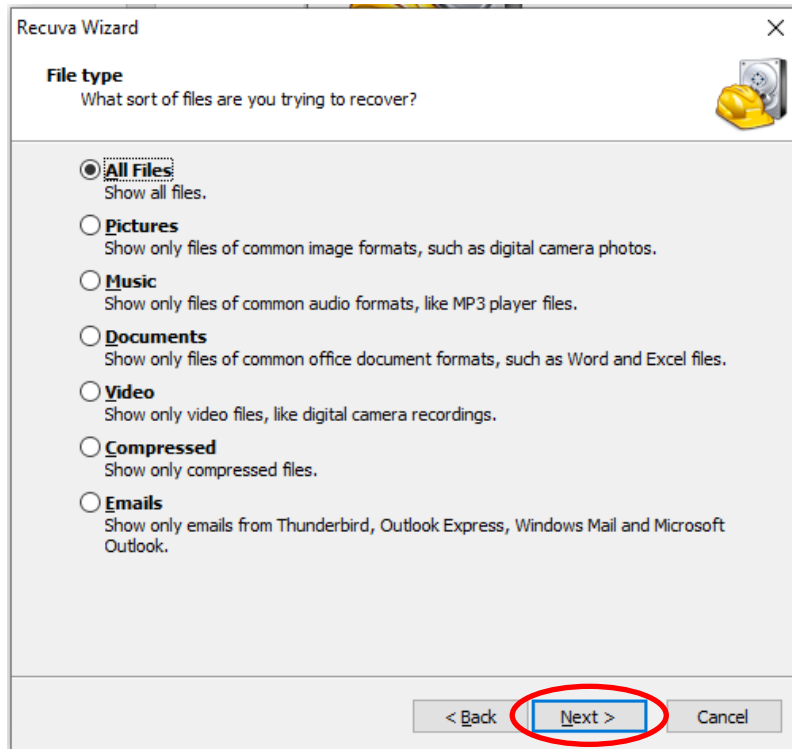 Recuva Wizard
File type
What sort of files are you trying to recover?
All Files
Show all files.
Pictures
Show only files of common image formats, such as digital camera photos.
Music
Show only files of common audio formats, like MP3 player files.
Documents
Show only files of common office document formats, such as Word and Excel files.
Video
Show only video files, like digital camera recordings.
Compressed
Show only compressed files.
Emails
Show only emails from Thunderbird, Outlook Express, Windows Mail and Microsoft
Outlook.
< Back Next > Cancel